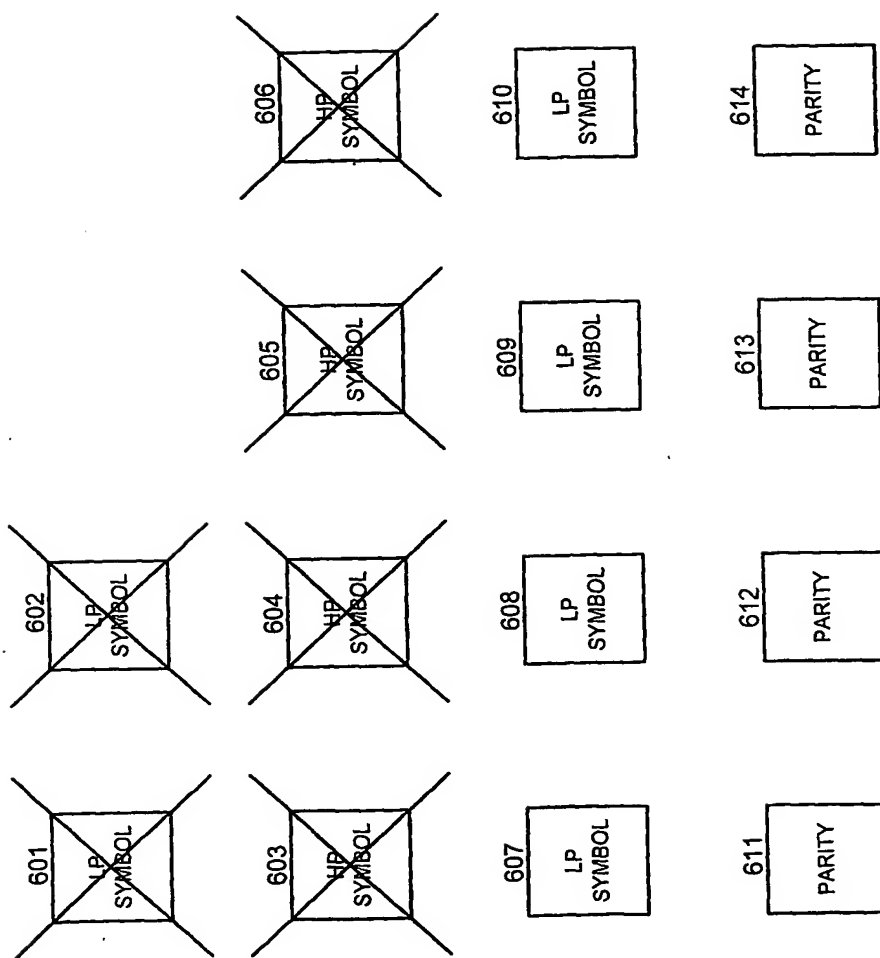 601
LP
SYMBOL
602
LP
SYMBOL
603
HP
SYMBOL
604
HP
SYMBOL
605
HP
SYMBOL
606
HP
SYMBOL
607
LP
SYMBOL
608
LP
SYMBOL
609
LP
SYMBOL
610
LP
SYMBOL
611
PARITY
612
PARITY
613
PARITY
614
PARITY